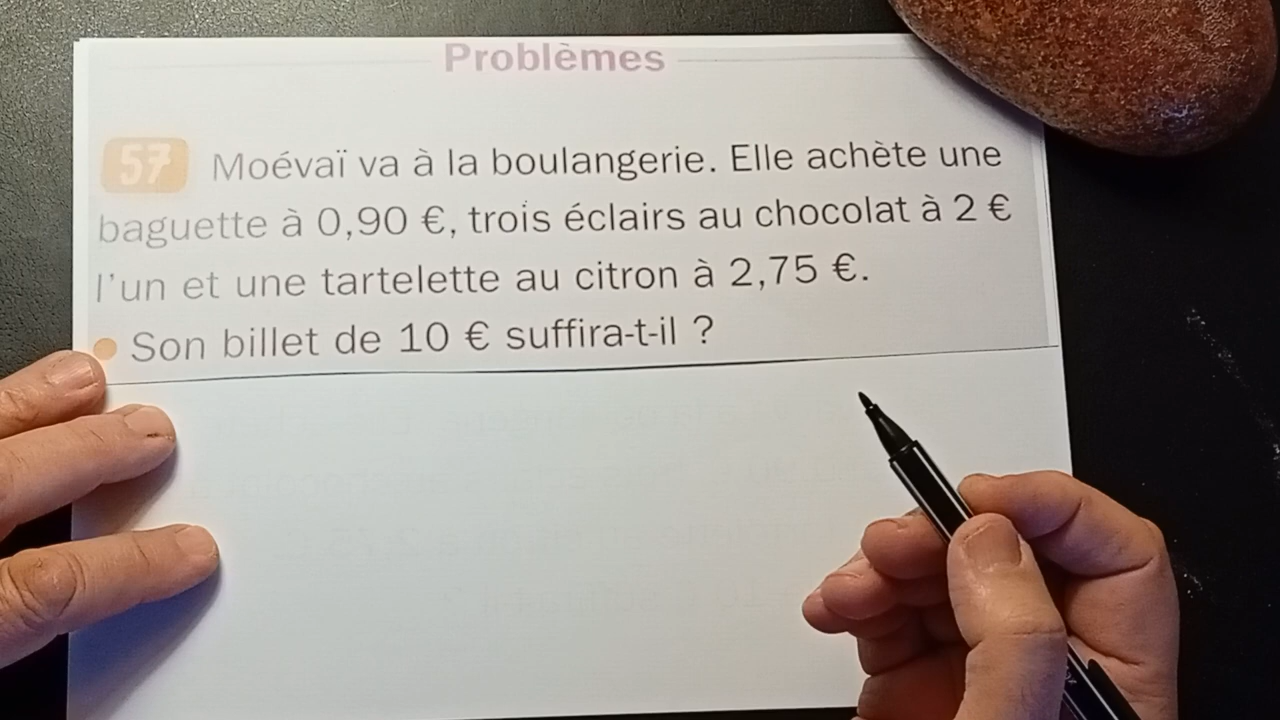 Problèmes
57 Moévaï va à la boulangerie. Elle achète une
baguette à 0,90 €, trois éclairs au chocolat à 2 €
l'un et une tartelette au citron à 2,75 €.
• Son billet de 10 € suffira-t-il ?